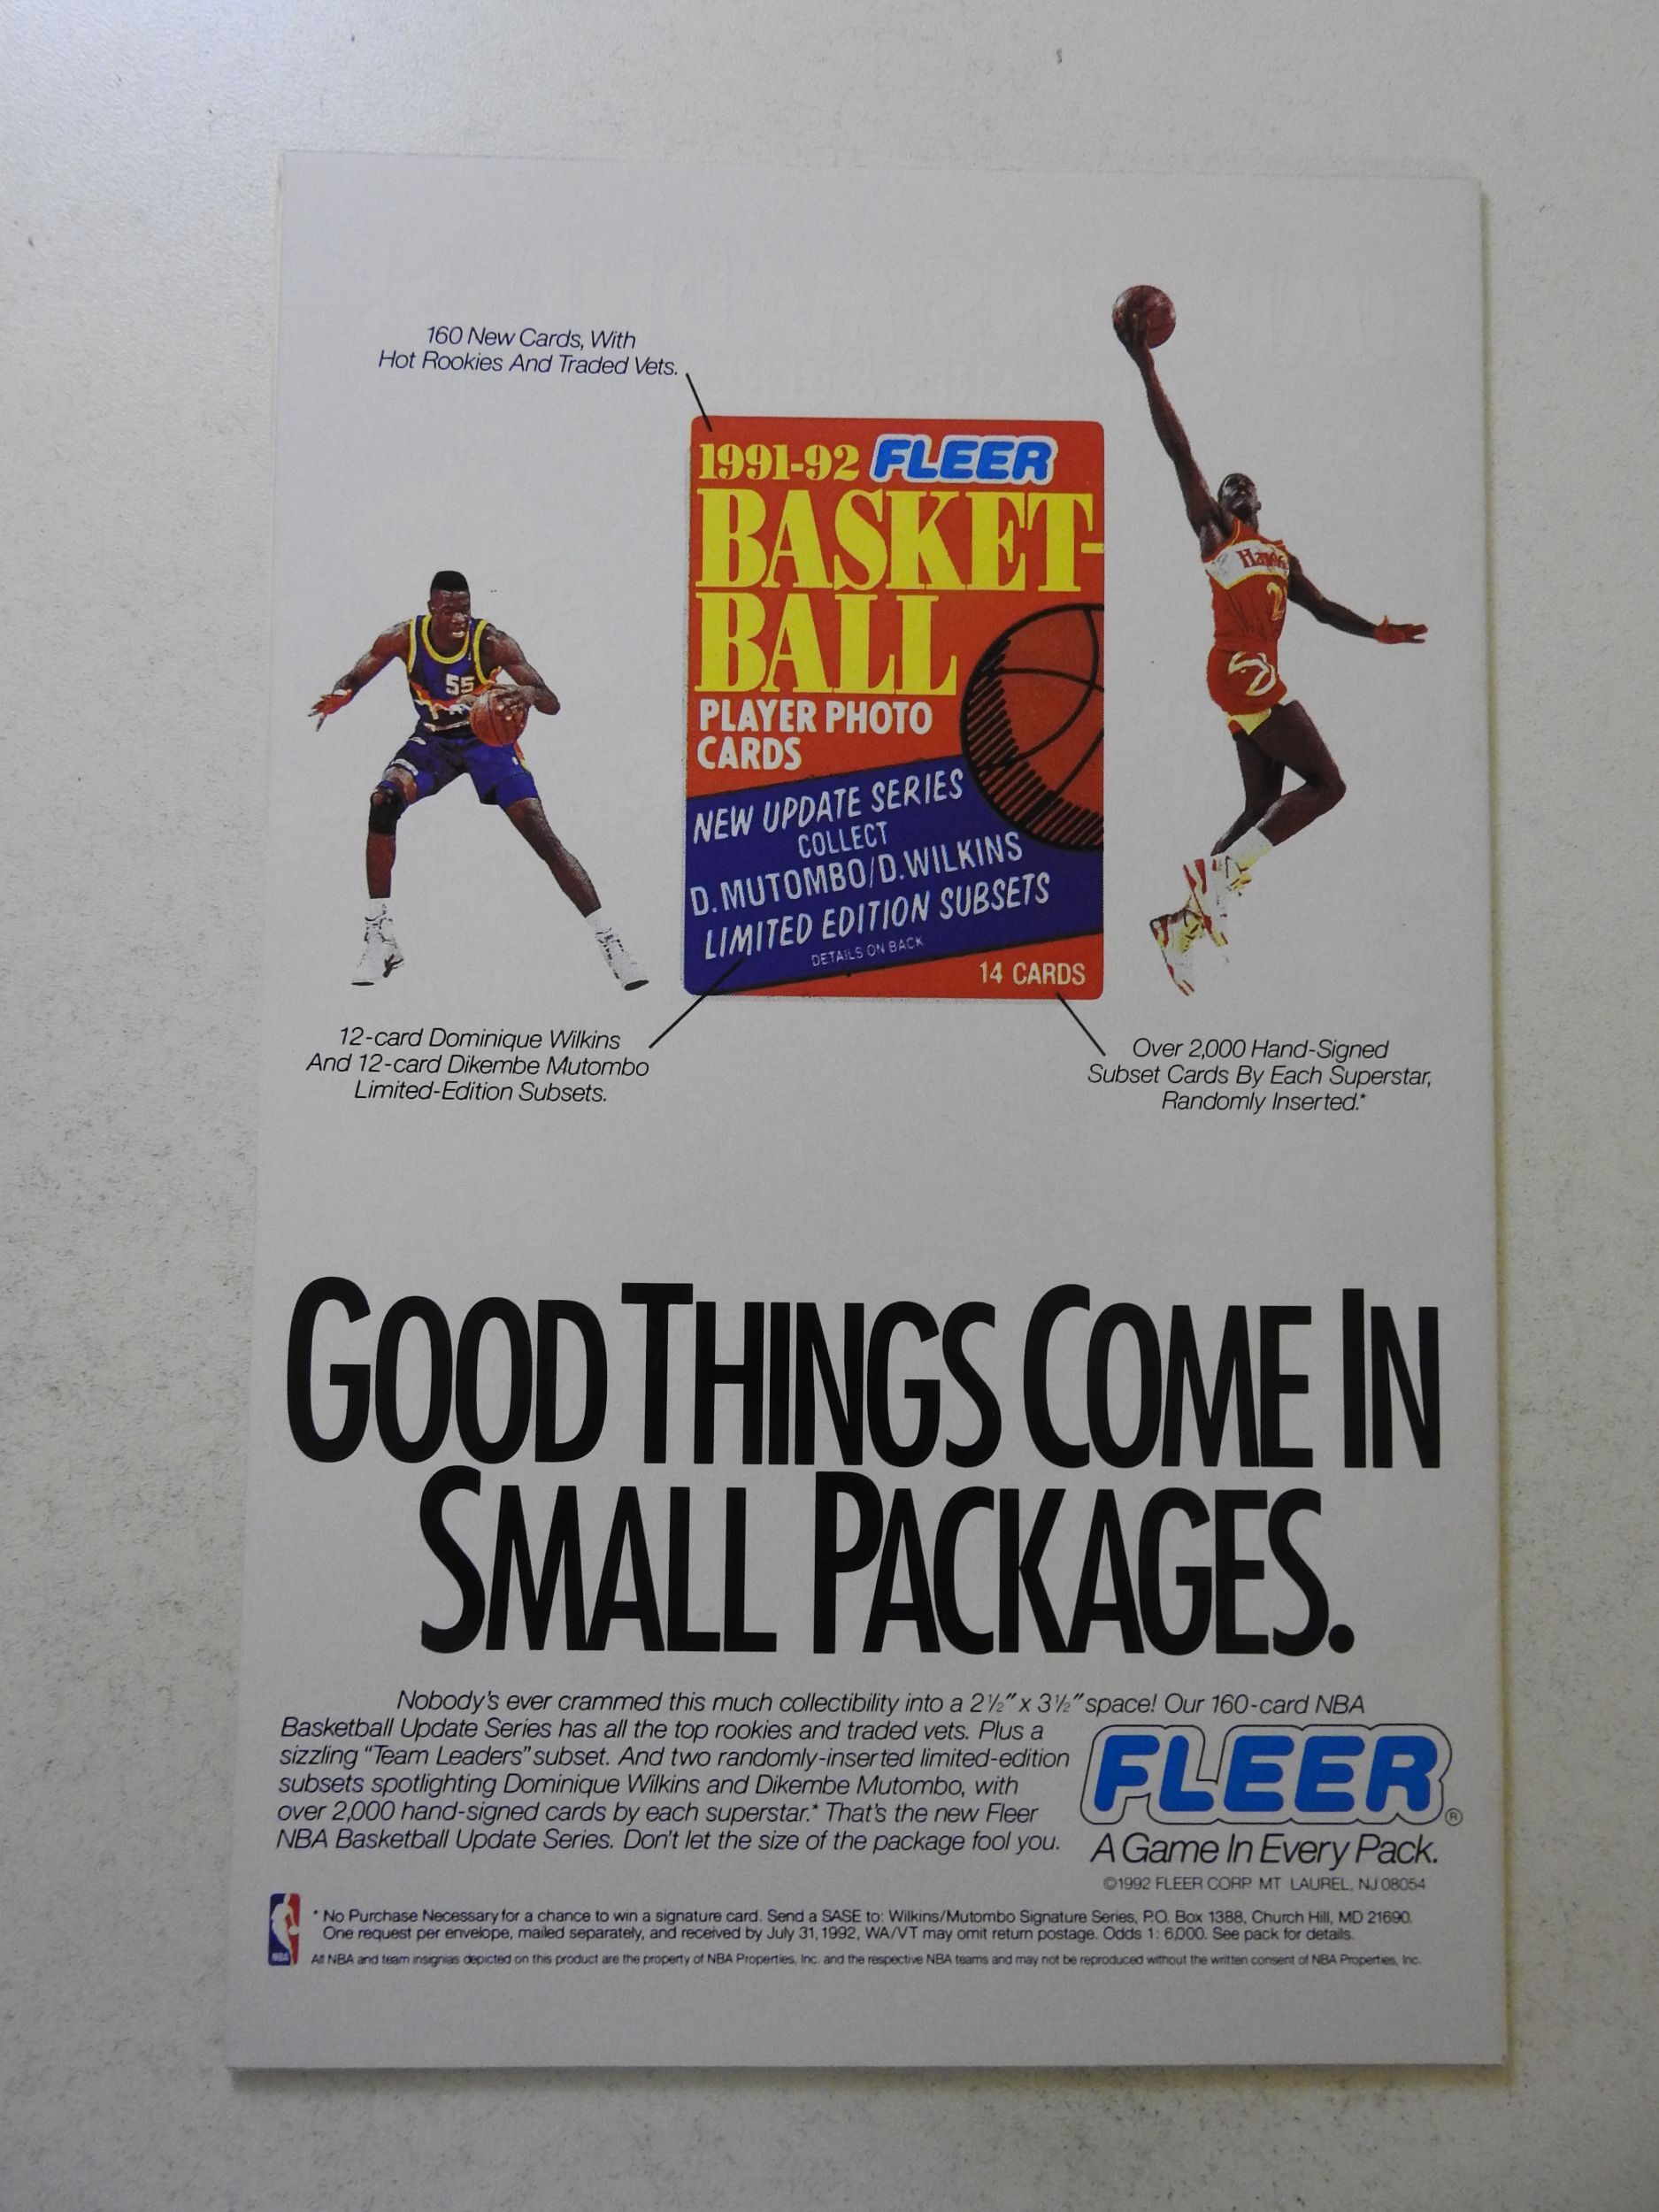 160 New Cards, With
Hot Rookies And Traded Vets.
1991-92 FLEER
BASKET-
BALL
PLAYER PHOTO
CARDS
NEW UPDATE SERIES
COLLECT
D. MUTOMBO/D. WILKINS
LIMITED EDITION SUBSETS
DETAILS ON BACK
14 CARDS
55
Hawks
12-card Dominique Wilkins
And 12-card Dikembe Mutombo
Limited-Edition Subsets.
Over 2,000 Hand-Signed
Subset Cards By Each Superstar,
Randomly Inserted.*
GOOD THINGS COME IN
SMALL PACKAGES.
Nobody's ever crammed this much collectibility into a 2½" x 3½" space! Our 160-card NBA
Basketball Update Series has all the top rookies and traded vets. Plus a
sizzling "Team Leaders" subset. And two randomly-inserted limited-edition
subsets spotlighting Dominique Wilkins and Dikembe Mutombo, with
over 2,000 hand-signed cards by each superstar.* That's the new Fleer
NBA Basketball Update Series. Don't let the size of the package fool you.
FLEER®
A Game In Every Pack.
©1992 FLEER CORP. MT. LAUREL, NJ 08054
NBA
* No Purchase Necessary for a chance to win a signature card. Send a SASE to: Wilkins/Mutombo Signature Series, P.O. Box 1388, Church Hill, MD 21690.
One request per envelope, mailed separately, and received by July 31, 1992, WA/VT may omit return postage. Odds 1: 6,000. See pack for details.
All NBA and team insignias depicted on this product are the property of NBA Properties, Inc. and the respective NBA teams and may not be reproduced without the written consent of NBA Properties, Inc.